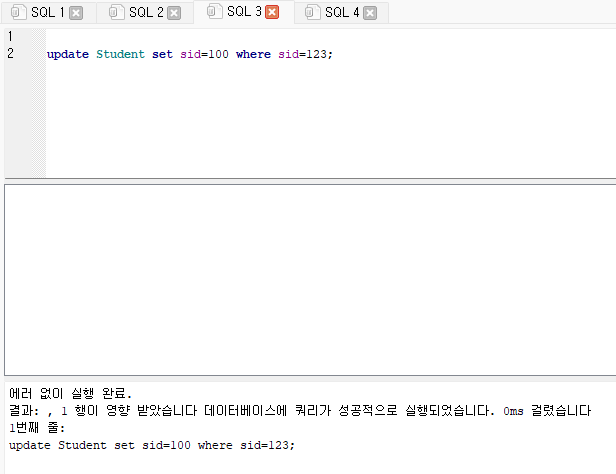 SQL 1 SQL 2 SQL 3 SQL 4
1
2 update Student set sid=100 where sid=123;
에러 없이 실행 완료.
결과: , 1 행이 영향 받았습니다 데이터베이스에 쿼리가 성공적으로 실행되었습니다. 0ms 걸렸습니다
1번째 줄:
update Student set sid=100 where sid=123;